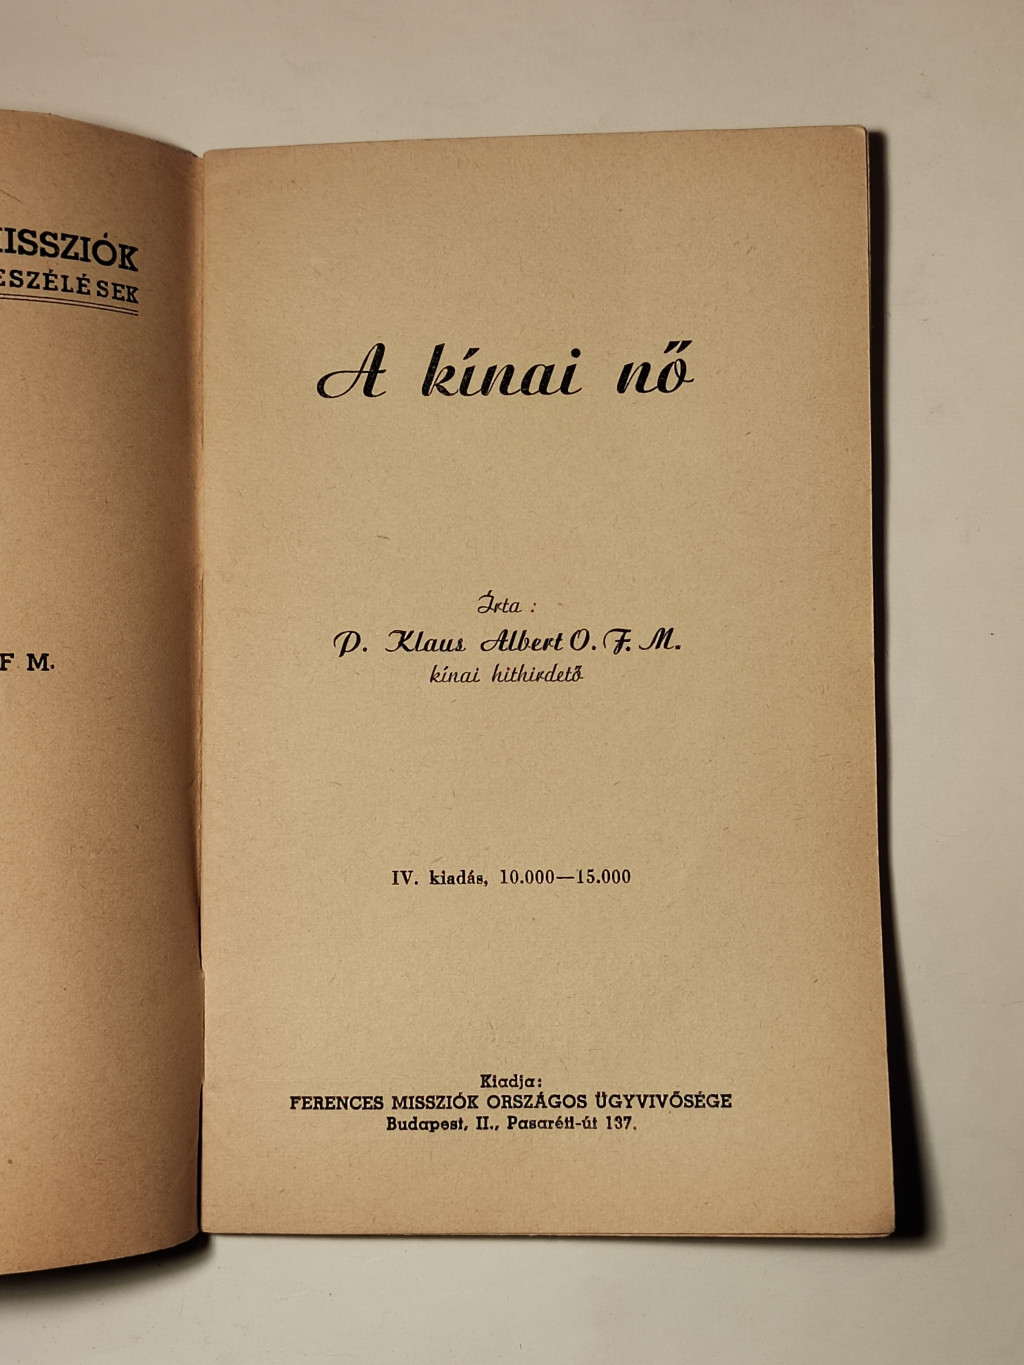 MISSZIÓK
ESZÉLÉSEK
F M.
A kínai nő
Írta :
P. Klaus Albert O. F. M.
kínai hithirdető
IV. kiadás, 10.000—15.000
Kiadja:
FERENCES MISSZIÓK ORSZÁGOS ÜGYVIVŐSÉGE
Budapest, II., Pasaréti-út 137.